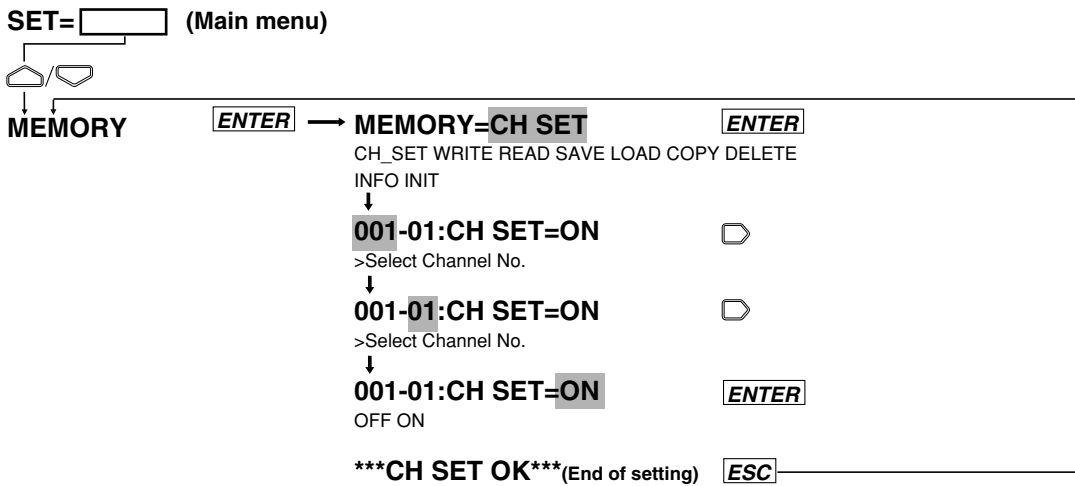 SET= (Main menu)
/
MEMORY ENTER MEMORY=CH SET ENTER
CH_SET WRITE READ SAVE LOAD COPY DELETE
INFO INIT
001-01:CH SET=ON
>Select Channel No.
001-01:CH SET=ON
>Select Channel No.
001-01:CH SET=ON ENTER
OFF ON
***CH SET OK***(End of setting) ESC